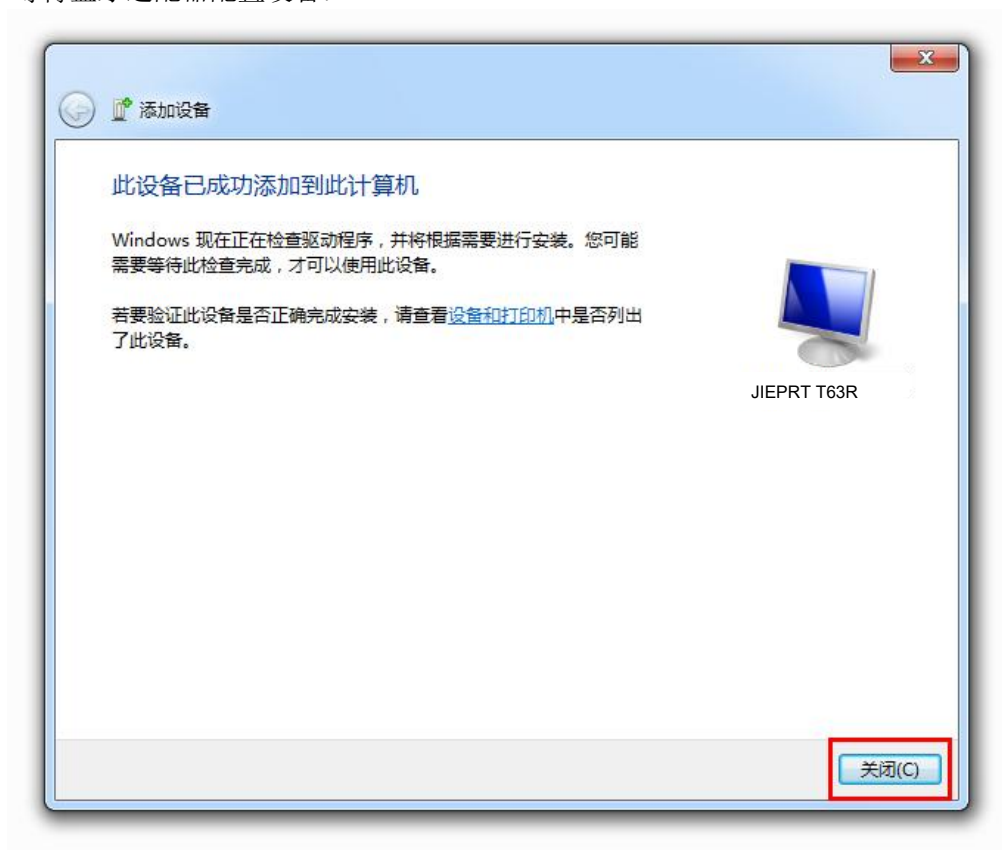 添加设备
此设备已成功添加到此计算机
Windows 现在正在检查驱动程序，并将根据需要进行安装。您可能
需要等待此检查完成，才可以使用此设备。
若要验证此设备是否正确完成安装，请查看设备和打印机中是否列出
了此设备。
JIEPRT T63R
关闭(C)